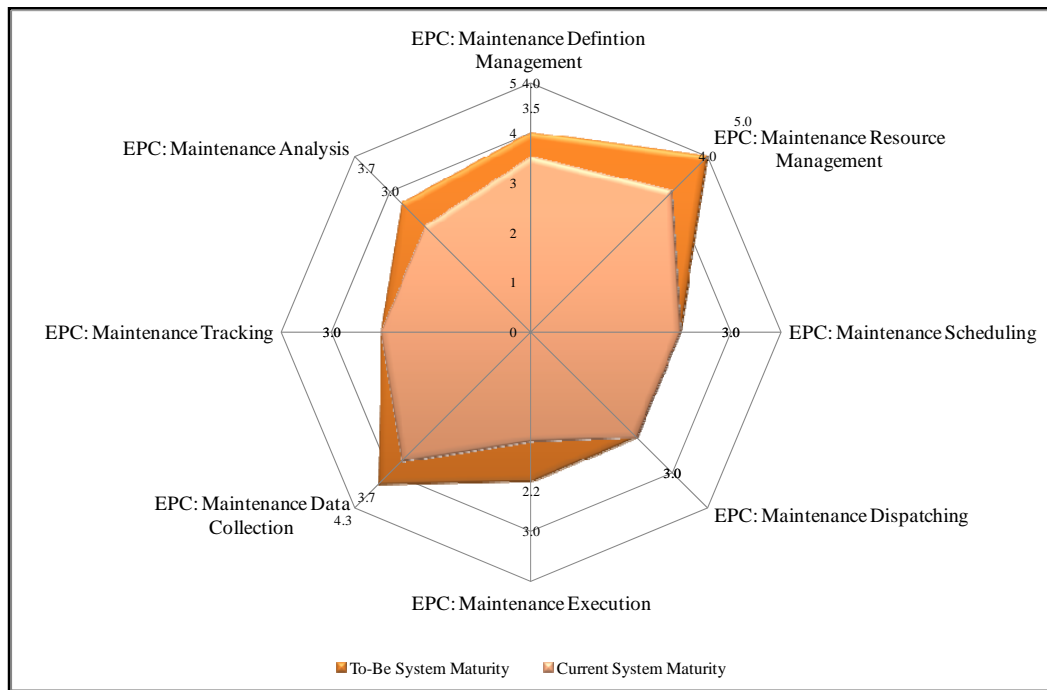 EPC: Maintenance Defintion
Management
5
4.0
3.5
4
3
2
1
0
5.0
EPC: Maintenance Resource
Management
4.0
EPC: Maintenance Analysis
3.7
3.0
EPC: Maintenance Tracking
3.0
3.0
EPC: Maintenance Scheduling
EPC: Maintenance Data
Collection
3.7
4.3
2.2
3.0
3.0
EPC: Maintenance Dispatching
EPC: Maintenance Execution
To-Be System Maturity
Current System Maturity